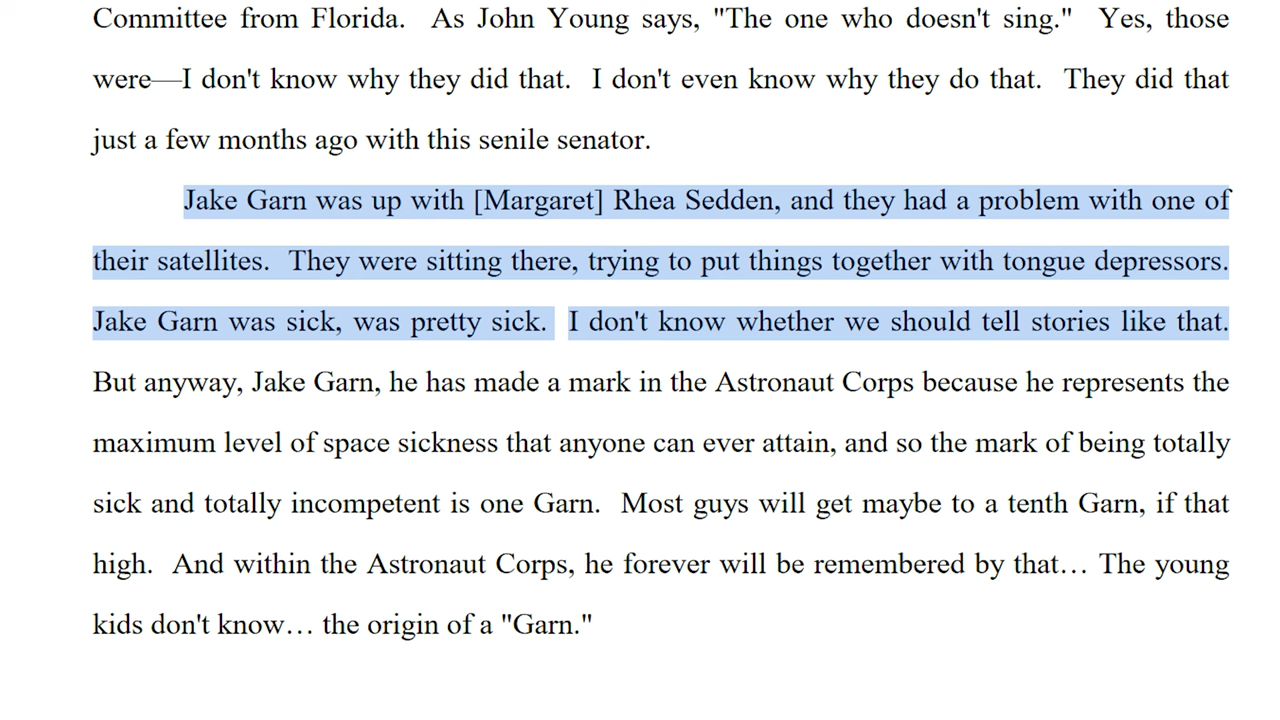 Committee from Florida. As John Young says, "The one who doesn't sing." Yes, those
were—I don't know why they did that. I don't even know why they do that. They did that
just a few months ago with this senile senator.
Jake Garn was up with [Margaret] Rhea Sedden, and they had a problem with one of
their satellites. They were sitting there, trying to put things together with tongue depressors.
Jake Garn was sick, was pretty sick. I don't know whether we should tell stories like that.
But anyway, Jake Garn, he has made a mark in the Astronaut Corps because he represents the
maximum level of space sickness that anyone can ever attain, and so the mark of being totally
sick and totally incompetent is one Garn. Most guys will get maybe to a tenth Garn, if that
high. And within the Astronaut Corps, he forever will be remembered by that… The young
kids don't know… the origin of a "Garn."